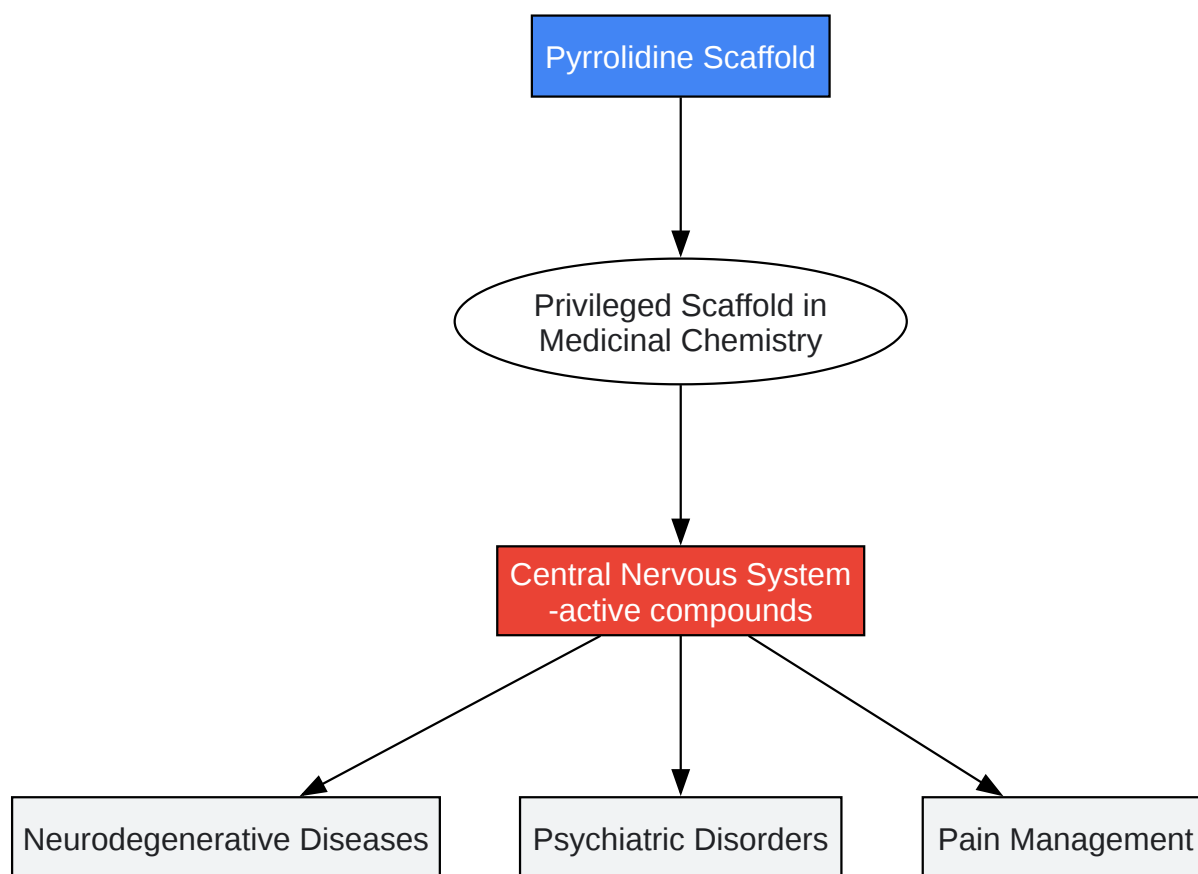 Pyrrolidine Scaffold
Privileged Scaffold in
Medicinal Chemistry
Central Nervous System
-active compounds
Neurodegenerative Diseases
Psychiatric Disorders
Pain Management